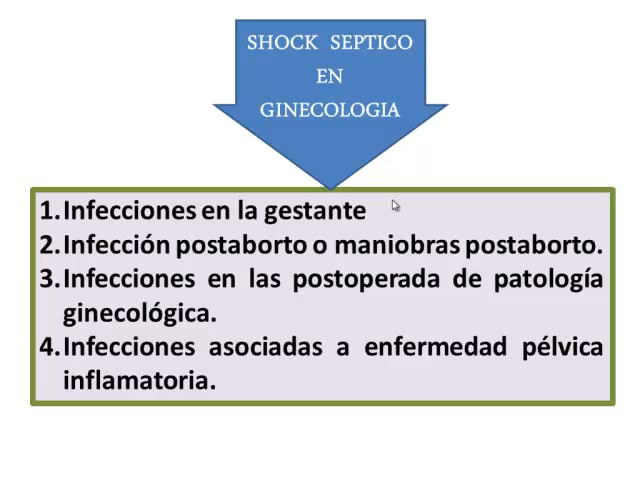 SHOCK SEPTICO
EN
GINECOLOGIA
1.Infecciones en la gestante
2.Infección postaborto o maniobras postaborto.
3.Infecciones en las postoperada de patología
ginecológica.
4.Infecciones asociadas a enfermedad pélvica
inflamatoria.